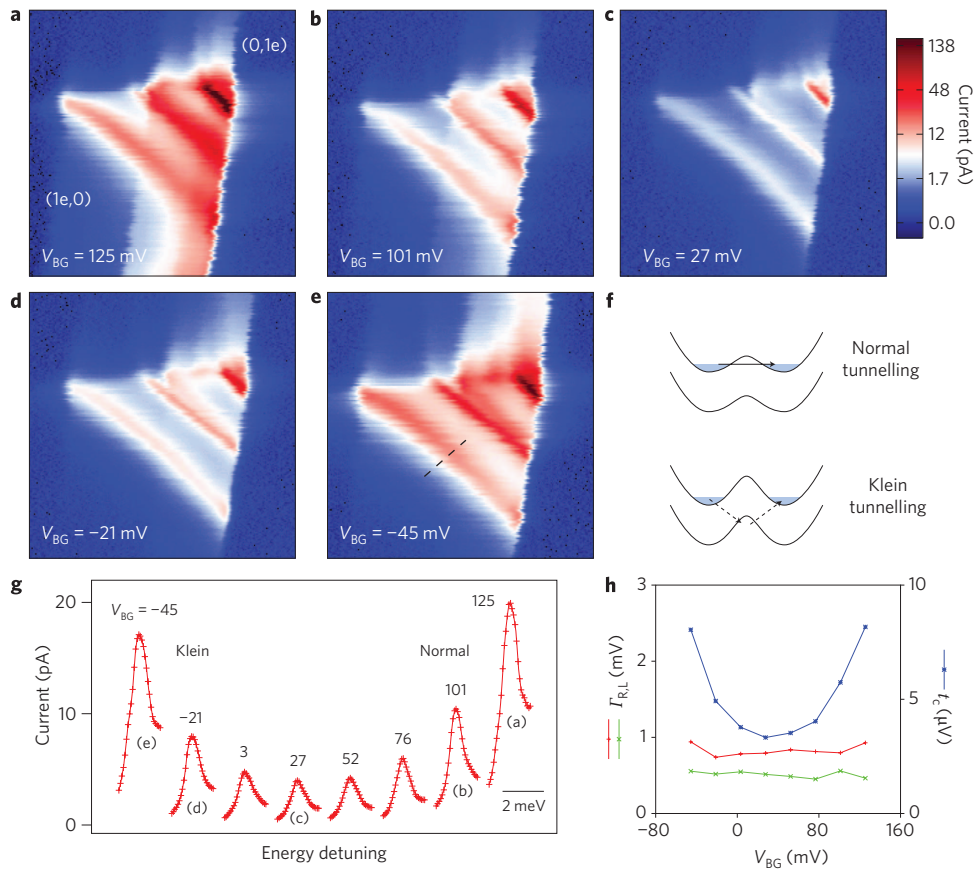 a
(0,1e)
(1e,0)
V_BG = 125 mV
b
V_BG = 101 mV
c
V_BG = 27 mV
138
48
12
1.7
0.0
Current (pA)
d
V_BG = −21 mV
e
V_BG = −45 mV
f
Normal
tunnelling
Klein
tunnelling
g
20
10
0
Current (pA)
V_BG = −45
Klein
−21
(e)
(d)
3
27
(c)
52
76
Normal
101
(b)
125
(a)
2 meV
Energy detuning
h
3
2
1
0
Γ_R,L (mV)
10
5
0
t_c (μV)
−80
0
80
160
V_BG (mV)